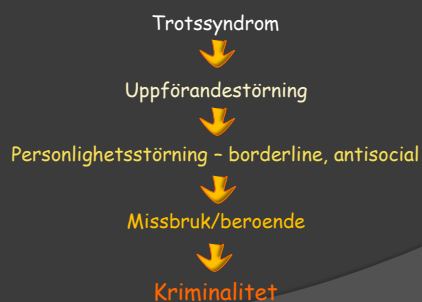 Trotssyndrom
Uppförandestörning
Personlighetsstörning – borderline, antisocial
Missbruk/beroende
Kriminalitet